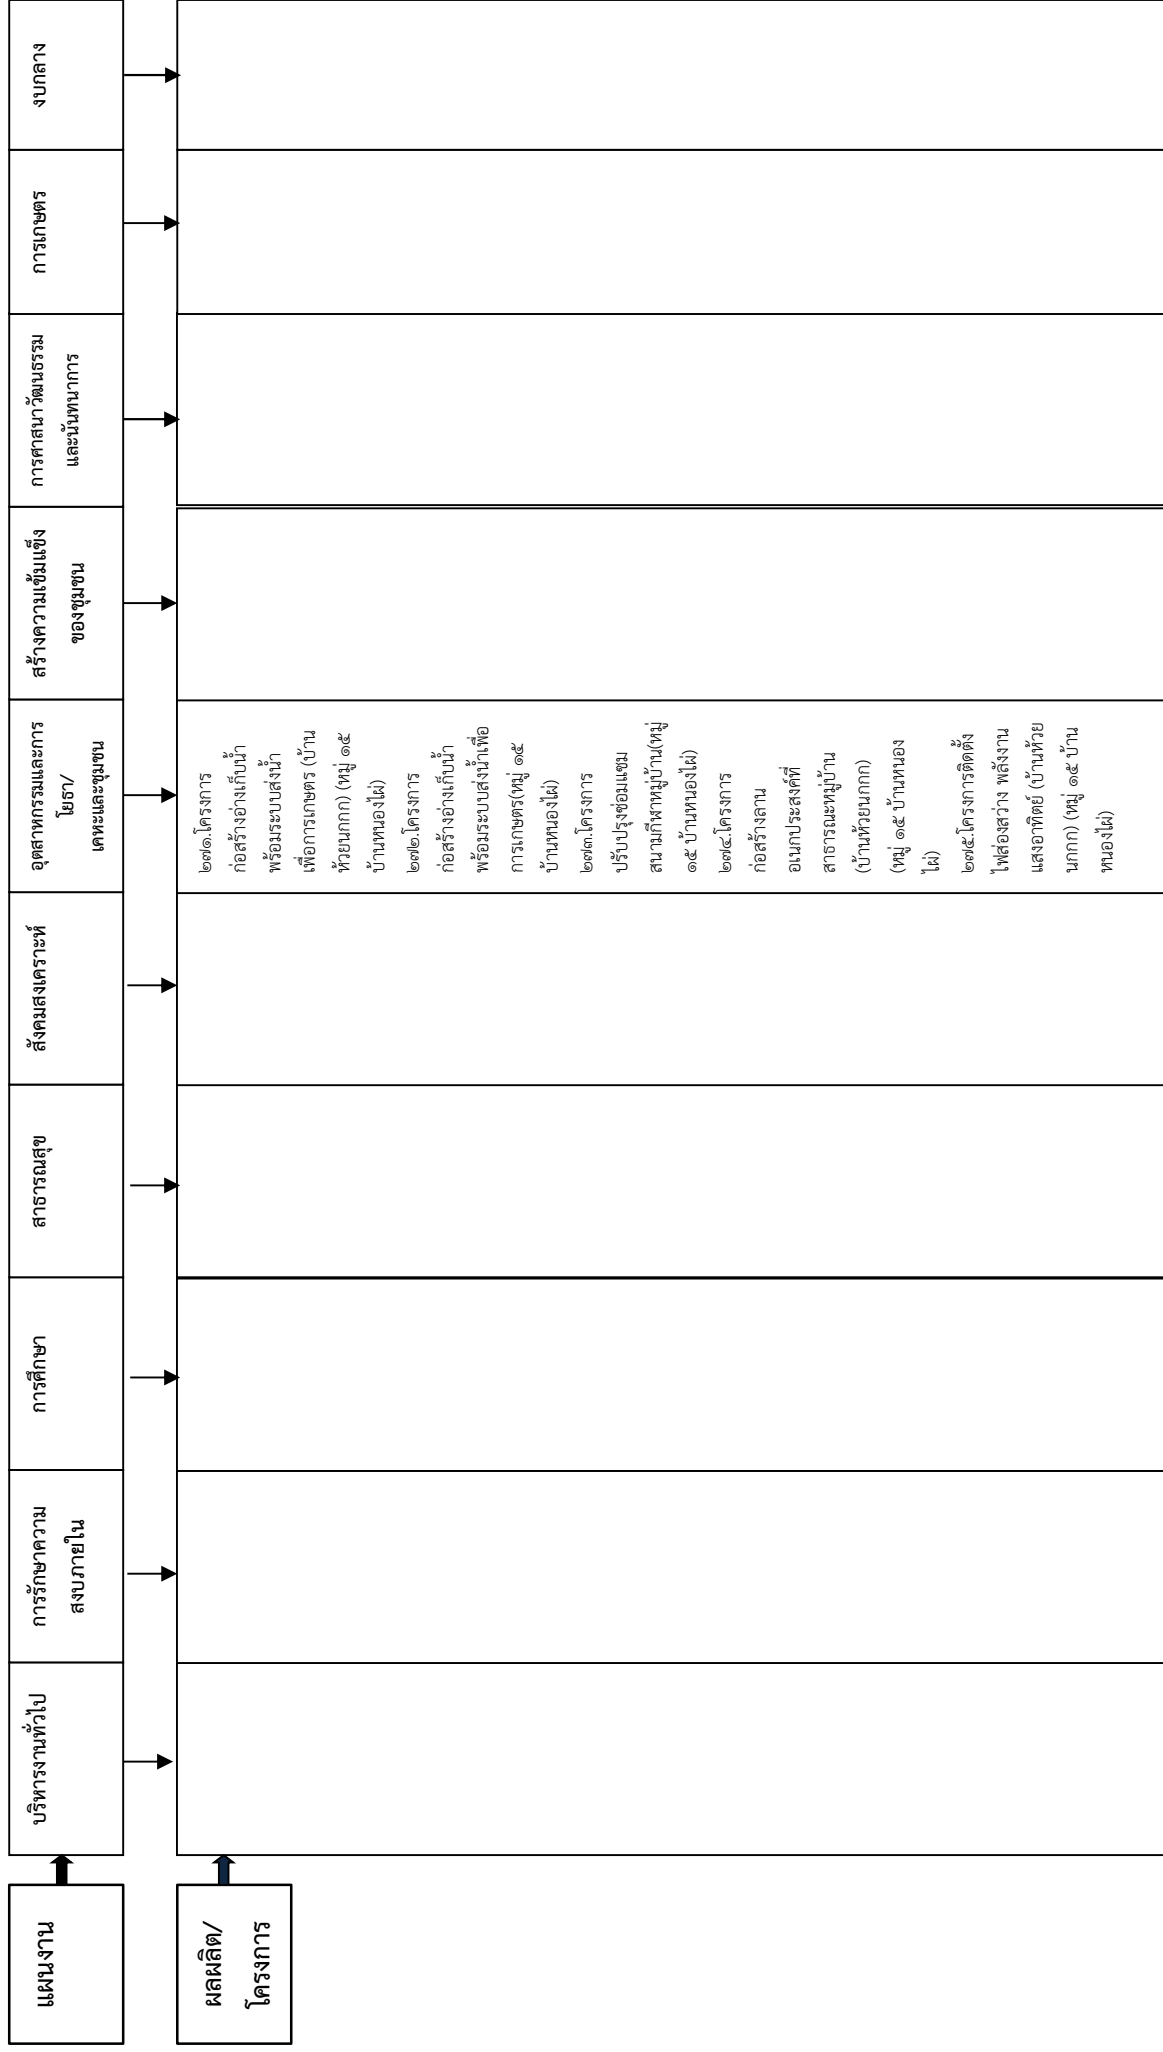 แผนงาน
บริหารงานทั่วไป
การรักษาความ
สงบภายใน
การศึกษา
สาธารณสุข
สังคมสงเคราะห์
อุตสาหกรรมและการ
โยธา/
เคหะและชุมชน
สร้างความเข้มแข็ง
ของชุมชน
การศาสนาวัฒนธรรม
และนันทนาการ
การเกษตร
งบกลาง
ผลผลิต/
โครงการ
๒๗๑.โครงการ
ก่อสร้างอ่างเก็บน้ำ
พร้อมระบบส่งน้ำ
เพื่อการเกษตร (บ้าน
ห้วยนกกก) (หมู่ ๑๕
บ้านหนองไผ่)
๒๗๒.โครงการ
ก่อสร้างอ่างเก็บน้ำ
พร้อมระบบส่งน้ำเพื่อ
การเกษตร(หมู่ ๑๕
บ้านหนองไผ่)
๒๗๓.โครงการ
ปรับปรุงซ่อมแซม
สนามกีฬาหมู่บ้าน(หมู่
๑๕ บ้านหนองไผ่)
๒๗๔.โครงการ
ก่อสร้างลาน
อเนกประสงค์ที่
สาธารณะหมู่บ้าน
(บ้านห้วยนกกก)
(หมู่ ๑๕ บ้านหนอง
ไผ่)
๒๗๕.โครงการติดตั้ง
ไฟส่องสว่าง พลังงาน
แสงอาทิตย์ (บ้านห้วย
นกกก) (หมู่ ๑๕ บ้าน
หนองไผ่)